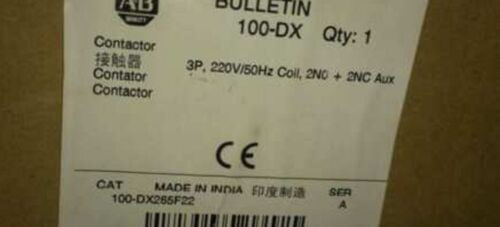 AB
BULLETIN
100-DX Qty: 1
Contactor
接触器 3P, 220V/50Hz Coil, 2NO + 2NC Aux
Contator
Contactor
CE
CAT MADE IN INDIA 印度制造 SER
100-DX265F22 A